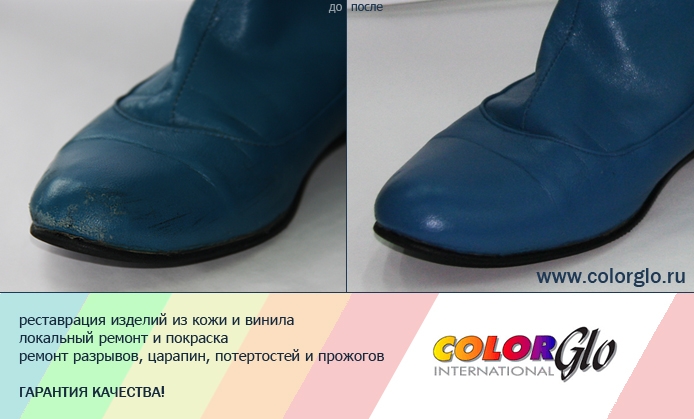 до после
www.colorglo.ru
реставрация изделий из кожи и винила
локальный ремонт и покраска
ремонт разрывов, царапин, потертостей и прожогов
ГАРАНТИЯ КАЧЕСТВА!
COLORGlo
INTERNATIONAL